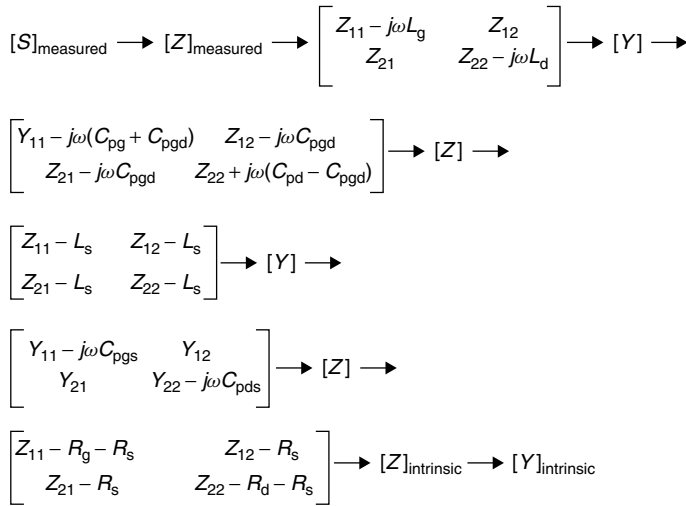 [S]measured → [Z]measured → [Z11 − jωLg Z12
Z21 Z22 − jωLd] → [Y] →
[Y11 − jω(Cpg + Cpgd) Z12 − jωCpgd
Z21 − jωCpgd Z22 + jω(Cpd − Cpgd)] → [Z] →
[Z11 − Ls Z12 − Ls
Z21 − Ls Z22 − Ls] → [Y] →
[Y11 − jωCpgs Y12
Y21 Y22 − jωCpds] → [Z] →
[Z11 − Rg − Rs Z12 − Rs
Z21 − Rs Z22 − Rd − Rs] → [Z]intrinsic → [Y]intrinsic